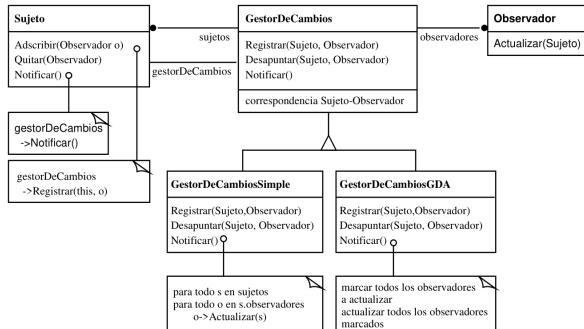 Sujeto
Adscribir(Observador o)
Quitar(Observador)
Notificar()
sujetos
gestorDeCambios
GestorDeCambios
Registrar(Sujeto, Observador)
Desapuntar(Sujeto, Observador)
Notificar()
correspondencia Sujeto-Observador
observadores
Observador
Actualizar(Sujeto)
gestorDeCambios
->Notificar()
gestorDeCambios
->Registrar(this, o)
GestorDeCambiosSimple
Registrar(Sujeto,Observador)
Desapuntar(Sujeto, Observador)
Notificar()
GestorDeCambiosGDA
Registrar(Sujeto,Observador)
Desapuntar(Sujeto, Observador)
Notificar()
para todo s en sujetos
para todo o en s.observadores
o->Actualizar(s)
marcar todos los observadores
a actualizar
actualizar todos los observadores
marcados